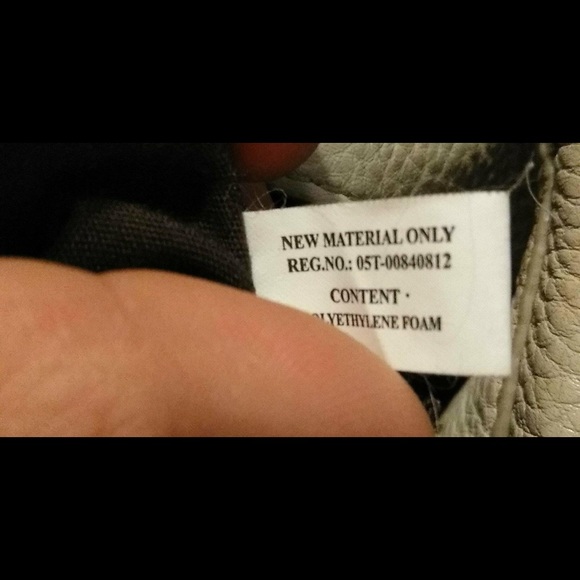 NEW MATERIAL ONLY
REG.NO.: 05T-00840812
CONTENT •
FOAM